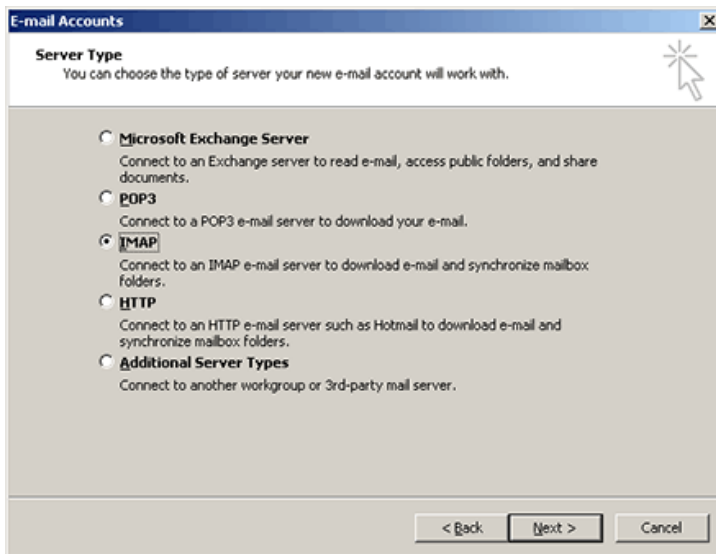 E-mail Accounts
Server Type
You can choose the type of server your new e-mail account will work with.
Microsoft Exchange Server
Connect to an Exchange server to read e-mail, access public folders, and share
documents.
POP3
Connect to a POP3 e-mail server to download your e-mail.
IMAP
Connect to an IMAP e-mail server to download e-mail and synchronize mailbox
folders.
HTTP
Connect to an HTTP e-mail server such as Hotmail to download e-mail and
synchronize mailbox folders.
Additional Server Types
Connect to another workgroup or 3rd-party mail server.
< Back Next > Cancel